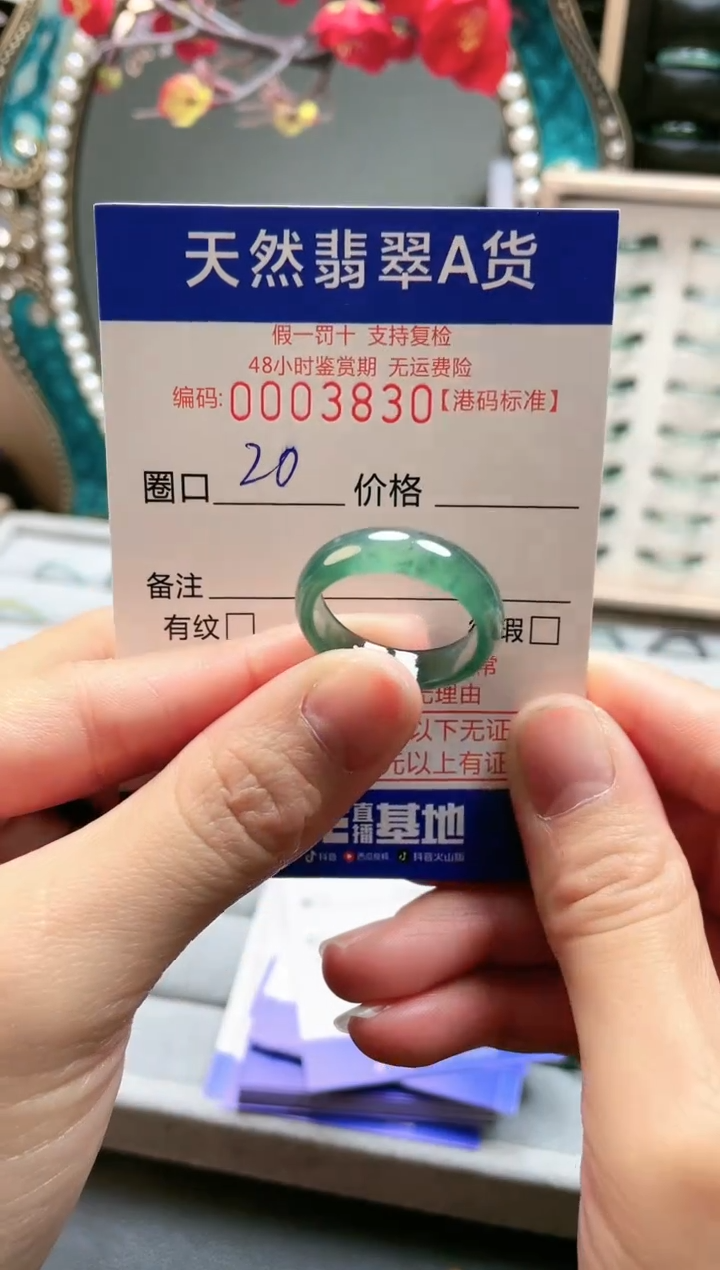 天然翡翠A货
假一罚十 支持复检
48小时鉴赏期 无运费险
编码:0003830【港码标准】
圈口 20 价格
备注
有纹□ 瑕□
常
理由
以下无证
元以上有证
直播基地
抖音 西瓜视频 抖音火山版